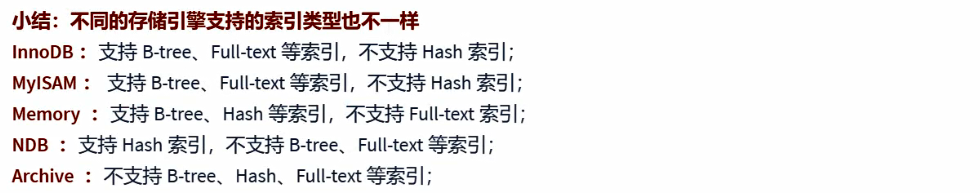 小结：不同的存储引擎支持的索引类型也不一样
InnoDB ：支持 B-tree、Full-text 等索引，不支持 Hash 索引；
MyISAM ： 支持 B-tree、Full-text 等索引，不支持 Hash 索引；
Memory ：支持 B-tree、Hash 等索引，不支持 Full-text 索引；
NDB ：支持 Hash 索引，不支持 B-tree、Full-text 等索引；
Archive ：不支持 B-tree、Hash、Full-text 等索引；